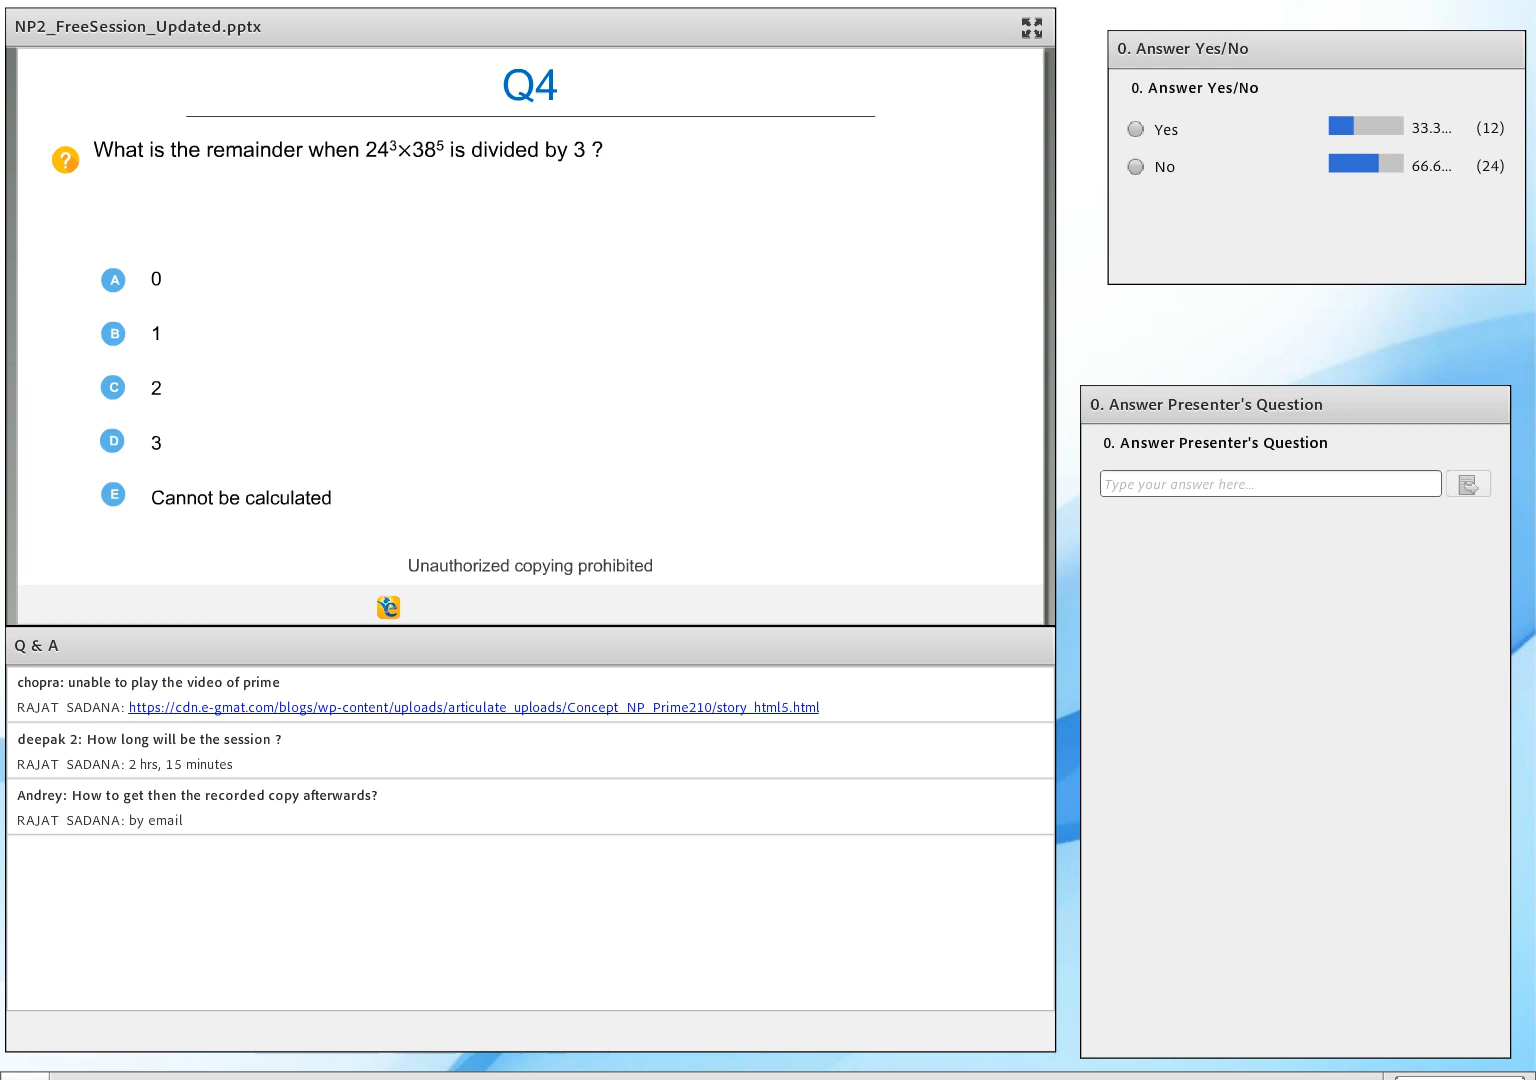 NP2_FreeSession_Updated.pptx
Q4
? What is the remainder when 24³×38⁵ is divided by 3 ?
A 0
B 1
C 2
D 3
E Cannot be calculated
Unauthorized copying prohibited
e
Q & A
chopra: unable to play the video of prime
RAJAT SADANA: https://cdn.e-gmat.com/blogs/wp-content/uploads/articulate_uploads/Concept_NP_Prime210/story_html5.html
deepak 2: How long will be the session ?
RAJAT SADANA: 2 hrs, 15 minutes
Andrey: How to get then the recorded copy afterwards?
RAJAT SADANA: by email
0. Answer Yes/No
0. Answer Yes/No
Yes 33.3... (12)
No 66.6... (24)
0. Answer Presenter's Question
0. Answer Presenter's Question
Type your answer here...